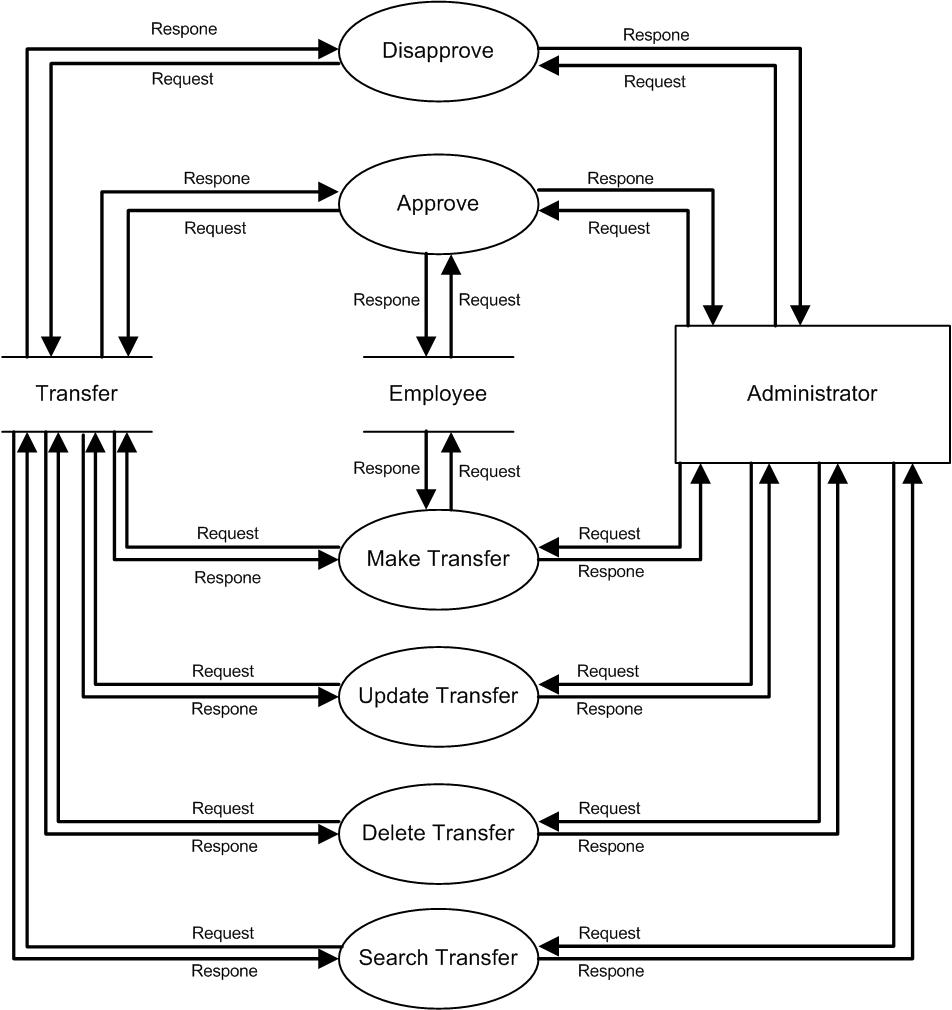 Respone
Disapprove
Respone
Request
Request
Respone
Respone
Approve
Request
Request
Respone
Request
Transfer
Employee
Administrator
Respone
Request
Request
Request
Make Transfer
Respone
Respone
Request
Request
Update Transfer
Respone
Respone
Request
Request
Delete Transfer
Respone
Respone
Request
Request
Search Transfer
Respone
Respone